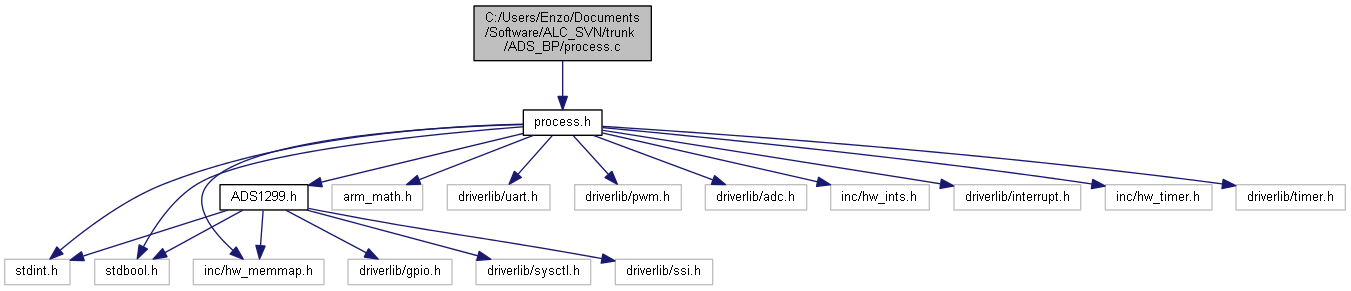 C:/Users/Enzo/Documents
/Software/ALC_SVN/trunk
/ADS_BP/process.c
process.h
ADS1299.h
arm_math.h
driverlib/uart.h
driverlib/pwm.h
driverlib/adc.h
inc/hw_ints.h
driverlib/interrupt.h
inc/hw_timer.h
driverlib/timer.h
stdint.h
stdbool.h
inc/hw_memmap.h
driverlib/gpio.h
driverlib/sysctl.h
driverlib/ssi.h